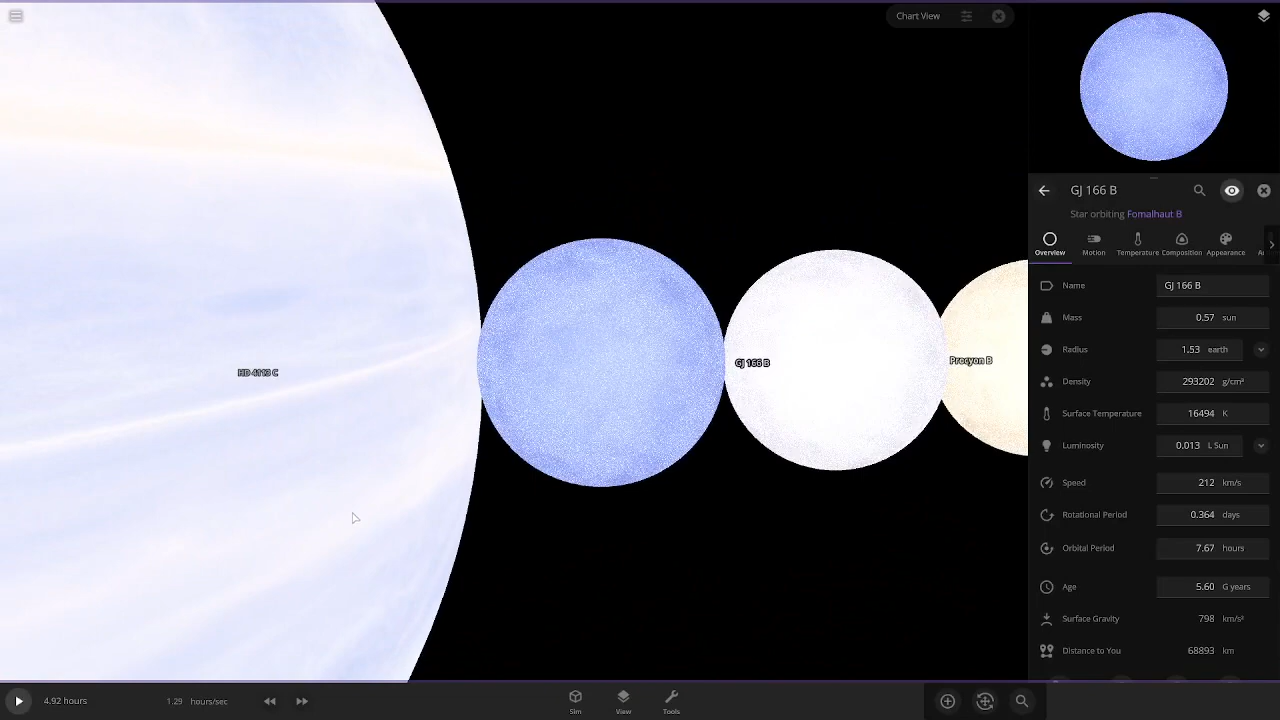 Chart View
HD 4113 C
GJ 166 B
Procyon B
GJ 166 B
Star orbiting Fomalhaut B
Overview Motion Temperature Composition Appearance
Name GJ 166 B
Mass 0.57 sun
Radius 1.53 earth
Density 293202 g/cm³
Surface Temperature 16494 K
Luminosity 0.013 L Sun
Speed 212 km/s
Rotational Period 0.364 days
Orbital Period 7.67 hours
Age 5.60 G years
Surface Gravity 798 km/s²
Distance to You 68893 km
4.92 hours 1.29 hours/sec Sim View Tools